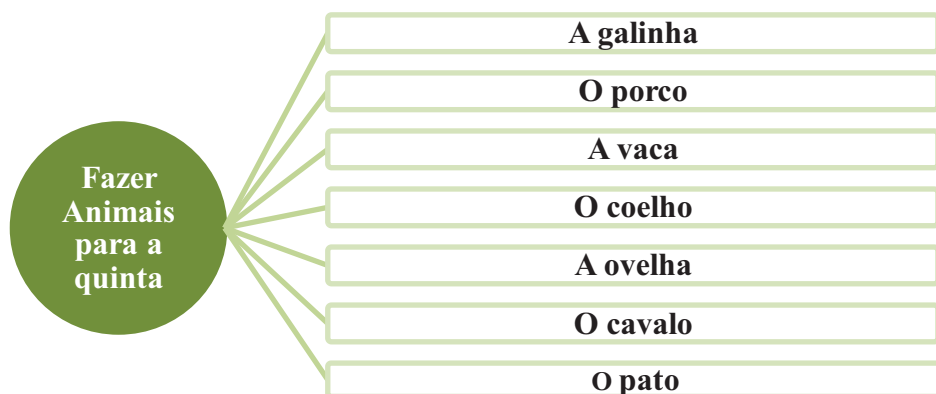 Fazer
Animais
para a
quinta
A galinha
O porco
A vaca
O coelho
A ovelha
O cavalo
O pato